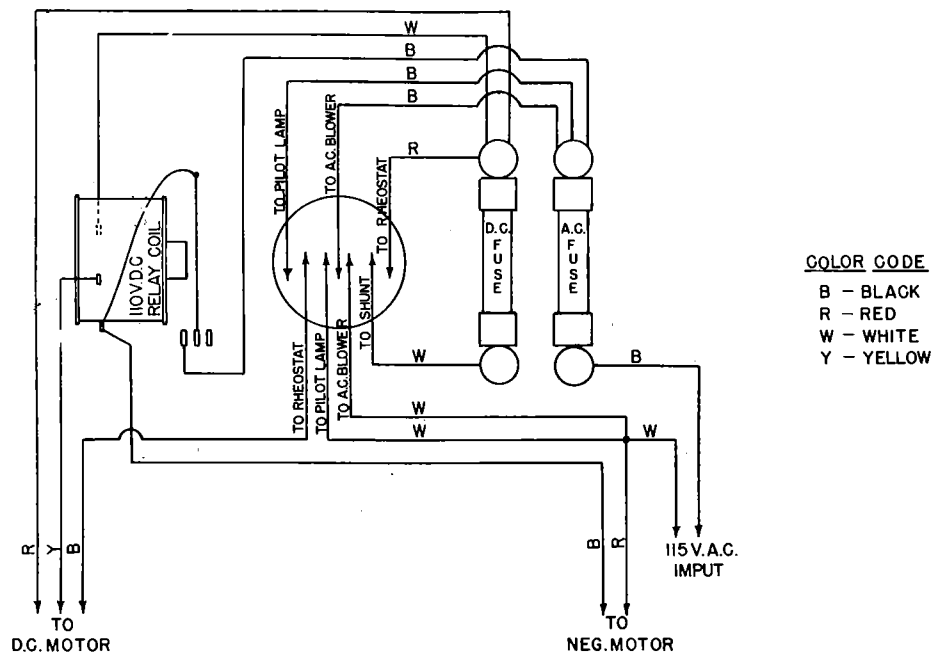 W
B
B
B
R
TO PILOT LAMP
TO A.C. BLOWER
TO RHEOSTAT
110 V.D.C
RELAY COIL
D.C.
FUSE
A.C.
FUSE
TO SHUNT
TO RHEOSTAT
TO PILOT LAMP
TO A.C. BLOWER
W
B
W
W
W
COLOR CODE
B - BLACK
R - RED
W - WHITE
Y - YELLOW
R
Y
B
B
R
115 V. A.C.
IMPUT
TO
D.C. MOTOR
TO
NEG. MOTOR